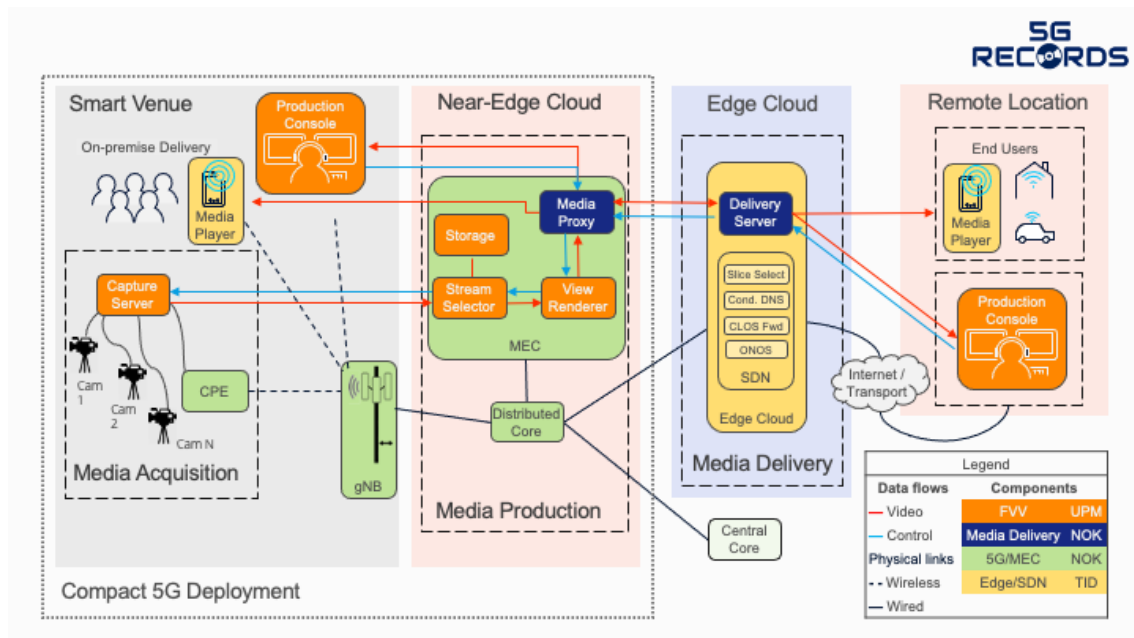 5G
RECORDS
Smart Venue
Near-Edge Cloud
Edge Cloud
Remote Location
Production
Console
On-premise Delivery
Media
Player
End Users
Media
Player
Media
Proxy
Delivery
Server
Storage
Capture
Server
Stream
Selector
View
Renderer
MEC
Slice Select
Cond. DNS
CLOS Fwd
ONOS
SDN
Edge Cloud
Production
Console
Internet /
Transport
Cam
1
Cam
2
Cam N
CPE
gNB
Distributed
Core
Media Acquisition
Media Production
Media Delivery
Central
Core
Compact 5G Deployment
Legend
Data flows Components
Video FVV UPM
Control Media Delivery NOK
Physical links 5G/MEC NOK
Wireless Edge/SDN TID
Wired